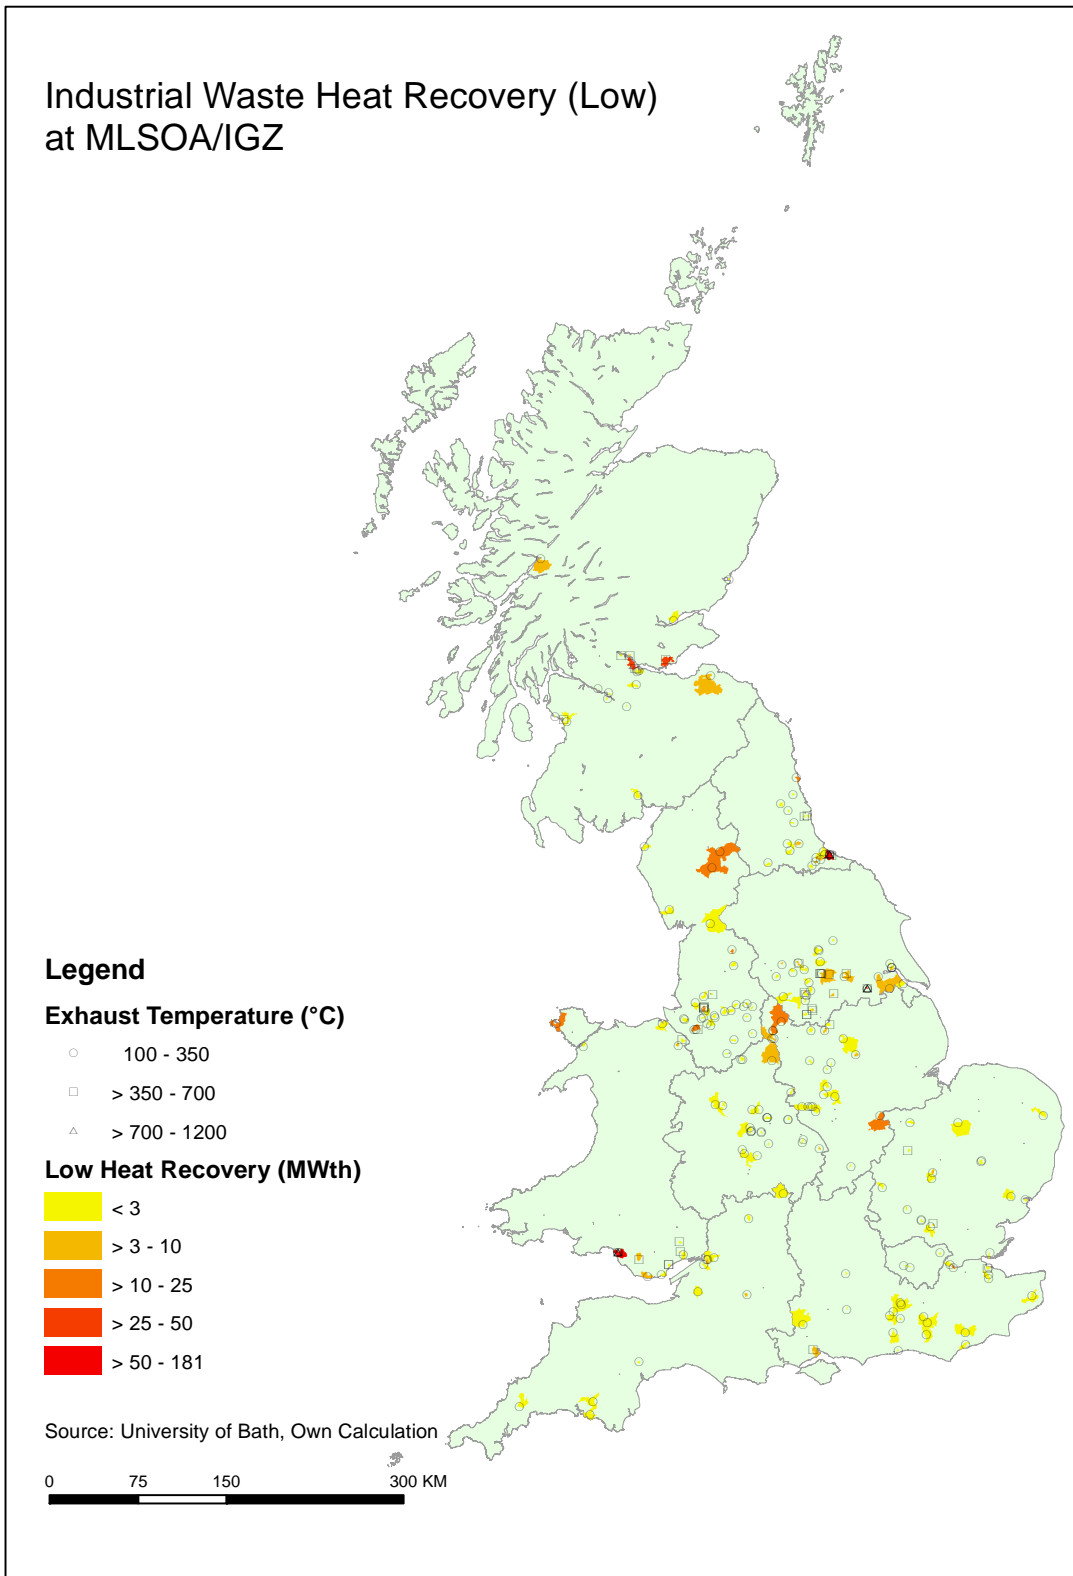 Industrial Waste Heat Recovery (Low)
at MLSOA/IGZ
Legend
Exhaust Temperature (°C)
100 - 350
> 350 - 700
> 700 - 1200
Low Heat Recovery (MWth)
< 3
> 3 - 10
> 10 - 25
> 25 - 50
> 50 - 181
Source: University of Bath, Own Calculation
0 75 150 300 KM